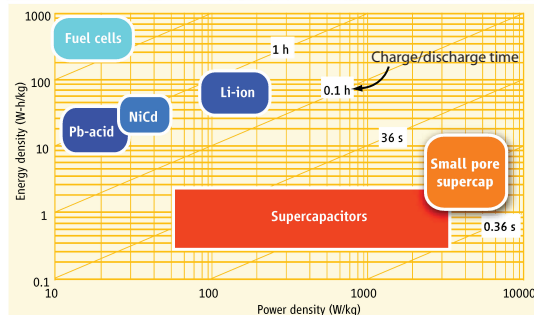 1000
Fuel cells
1 h
Charge/discharge time
100
Li-ion
0.1 h
NiCd
Pb-acid
36 s
10
Small pore
supercap
Energy density (W-h/kg)
1
Supercapacitors
0.36 s
0.1
10
100
1000
10000
Power density (W/kg)